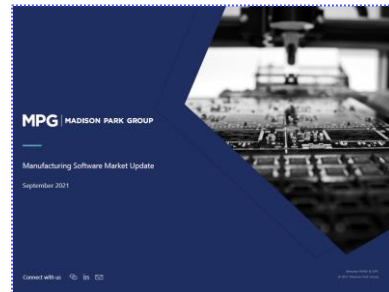 MPG | MADISON PARK GROUP
Manufacturing Software Market Update
September 2021
Connect with us